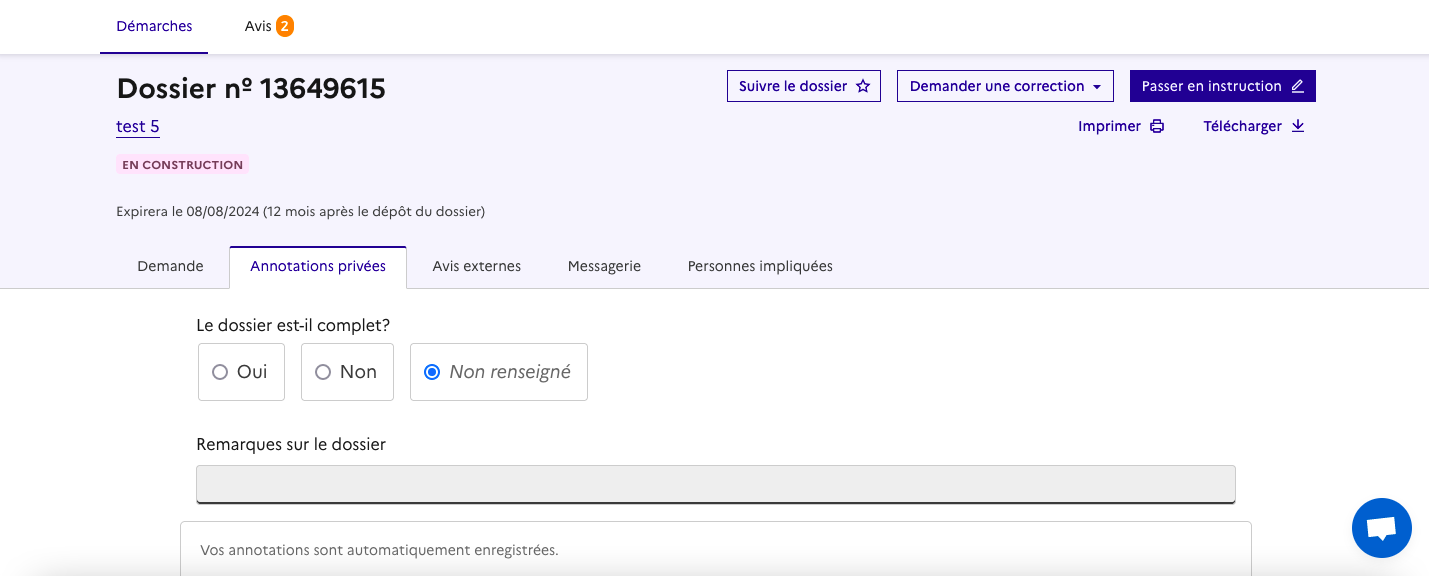 Démarches Avis 2
Dossier nº 13649615
Suivre le dossier Demander une correction Passer en instruction
test 5
Imprimer Télécharger
EN CONSTRUCTION
Expirera le 08/08/2024 (12 mois après le dépôt du dossier)
Demande Annotations privées Avis externes Messagerie Personnes impliquées
Le dossier est-il complet?
Oui Non Non renseigné
Remarques sur le dossier
Vos annotations sont automatiquement enregistrées.